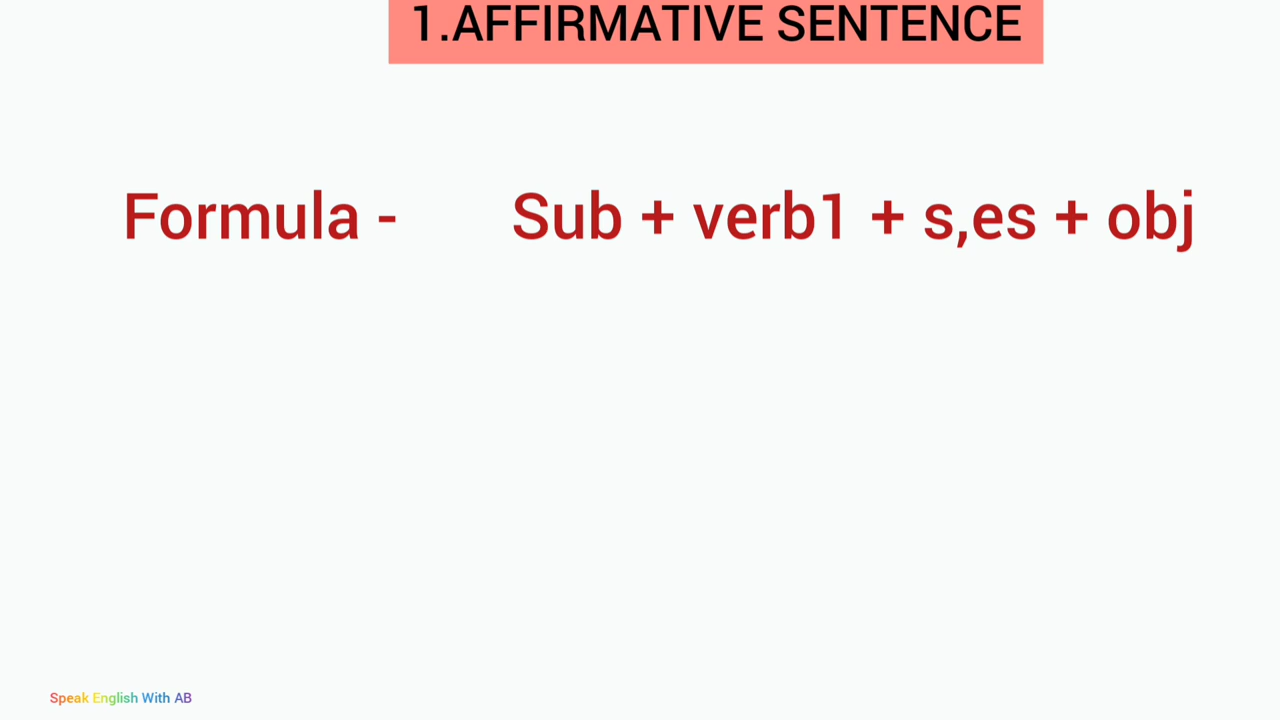 1.AFFIRMATIVE SENTENCE
Formula - Sub + verb1 + s,es + obj
Speak English With AB